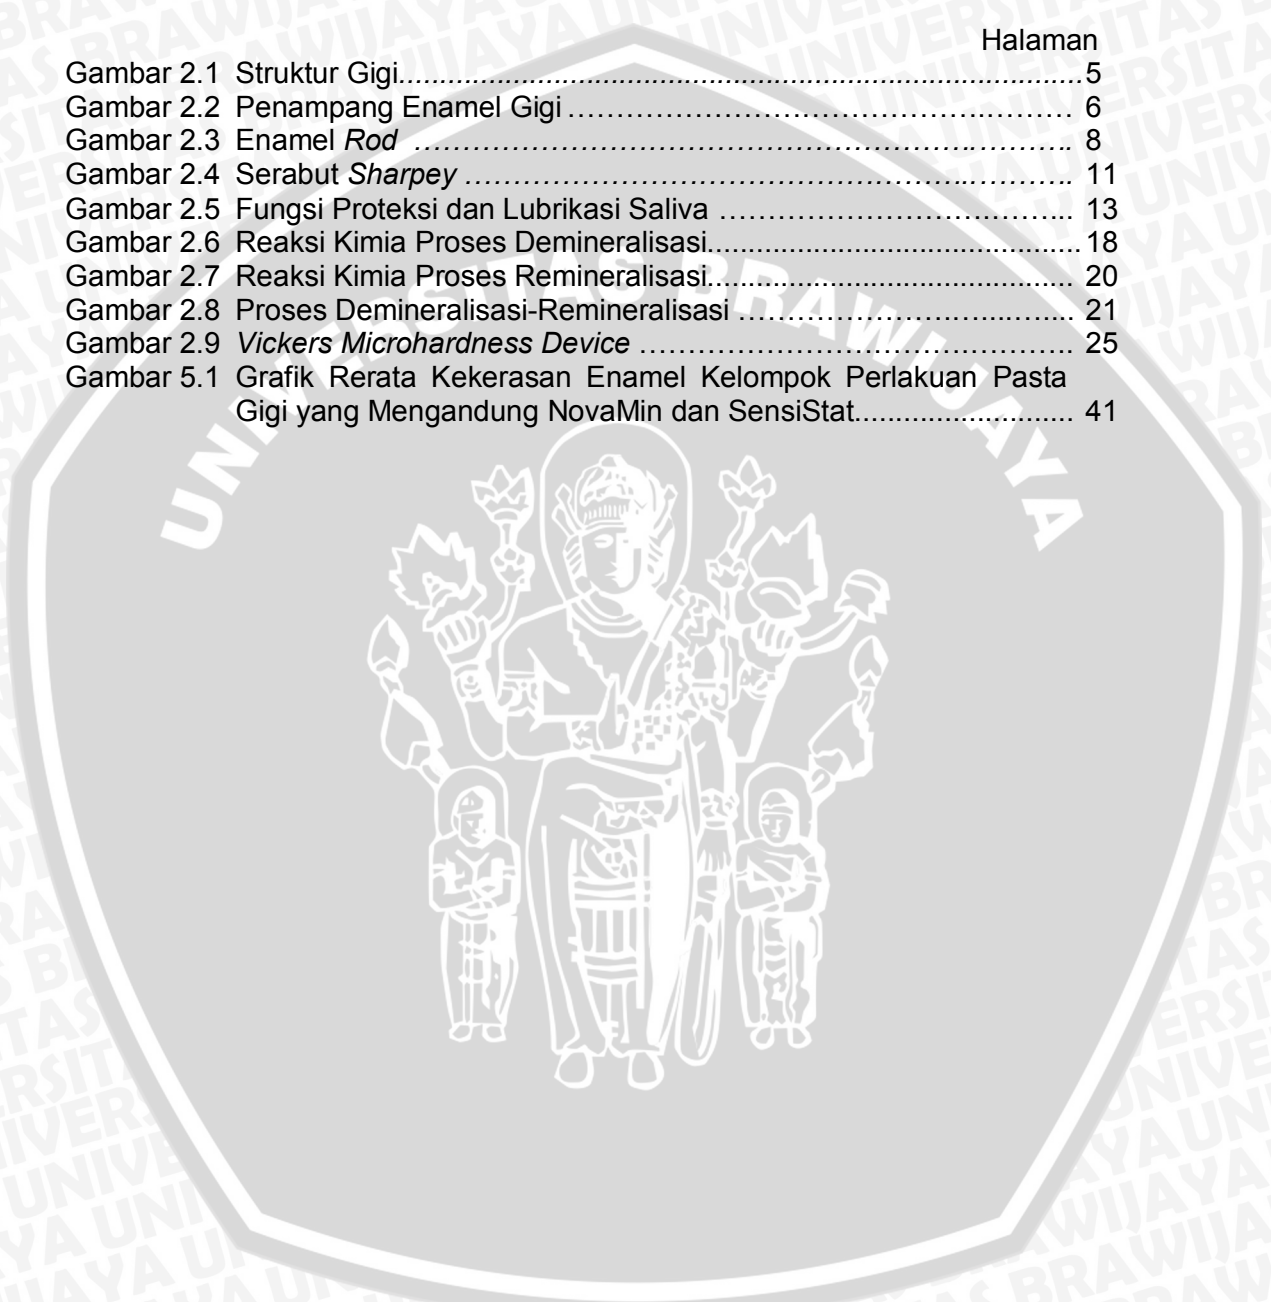 Halaman
Gambar 2.1 Struktur Gigi....................................................................................5
Gambar 2.2 Penampang Enamel Gigi ……………………………………..……… 6
Gambar 2.3 Enamel Rod …………………………………………………..………. 8
Gambar 2.4 Serabut Sharpey ……………………………………………..………. 11
Gambar 2.5 Fungsi Proteksi dan Lubrikasi Saliva ……………………………….. 13
Gambar 2.6 Reaksi Kimia Proses Demineralisasi..............................................18
Gambar 2.7 Reaksi Kimia Proses Remineralisasi............................................. 20
Gambar 2.8 Proses Demineralisasi-Remineralisasi …………………….....…... 21
Gambar 2.9 Vickers Microhardness Device …………………………………….. 25
Gambar 5.1 Grafik Rerata Kekerasan Enamel Kelompok Perlakuan Pasta
Gigi yang Mengandung NovaMin dan SensiStat........................... 41
UNIVERSITAS BRAWIJAYA